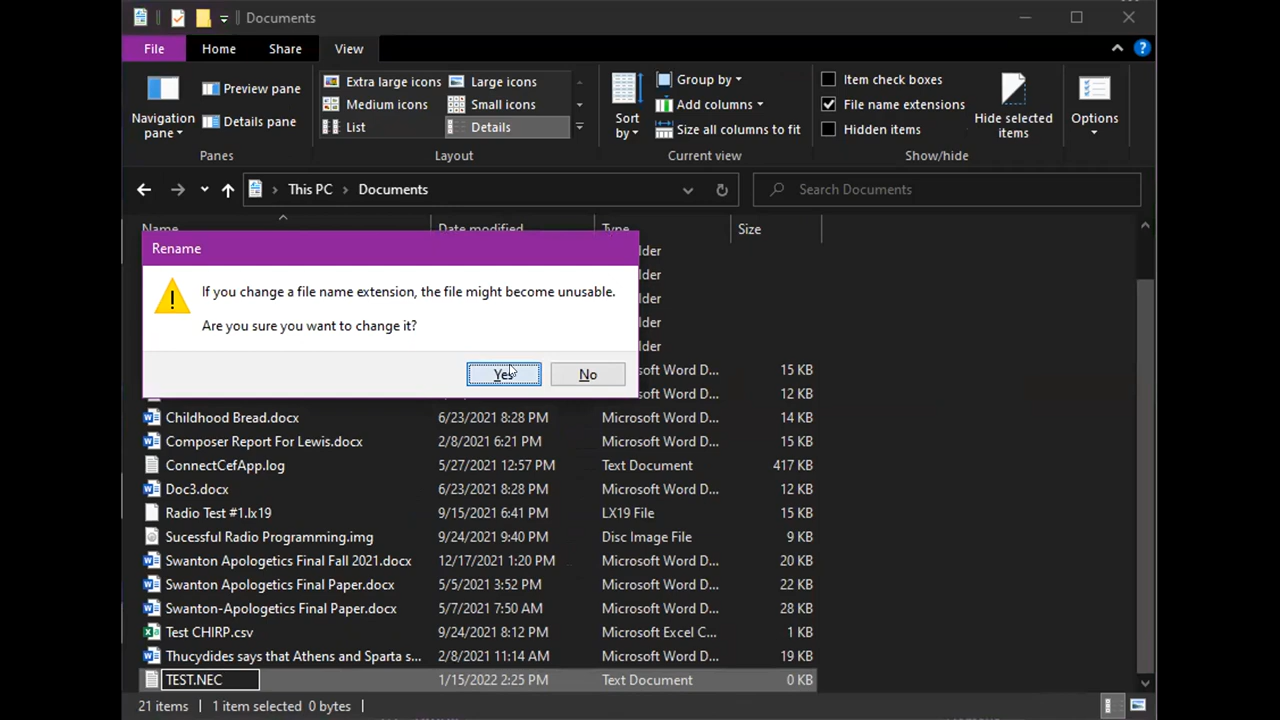 Documents
File Home Share View
Navigation pane
Preview pane
Details pane
Panes
Extra large icons Large icons
Medium icons Small icons
List Details
Layout
Sort by
Group by
Add columns
Size all columns to fit
Current view
Item check boxes
File name extensions
Hidden items
Hide selected items
Show/hide
Options
This PC > Documents
Search Documents
Name Date modified Type Size
Rename
If you change a file name extension, the file might become unusable.
Are you sure you want to change it?
Yes No
lder
lder
lder
lder
lder
icrosoft Word D... 15 KB
icrosoft Word D... 12 KB
Childhood Bread.docx 6/23/2021 8:28 PM Microsoft Word D... 14 KB
Composer Report For Lewis.docx 2/8/2021 6:21 PM Microsoft Word D... 15 KB
ConnectCefApp.log 5/27/2021 12:57 PM Text Document 417 KB
Doc3.docx 6/23/2021 8:28 PM Microsoft Word D... 12 KB
Radio Test #1.lx19 9/15/2021 6:41 PM LX19 File 15 KB
Sucessful Radio Programming.img 9/24/2021 9:40 PM Disc Image File 9 KB
Swanton Apologetics Final Fall 2021.docx 12/17/2021 1:20 PM Microsoft Word D... 20 KB
Swanton Apologetics Final Paper.docx 5/5/2021 3:52 PM Microsoft Word D... 22 KB
Swanton-Apologetics Final Paper.docx 5/7/2021 7:50 AM Microsoft Word D... 28 KB
Test CHIRP.csv 9/24/2021 8:12 PM Microsoft Excel C... 1 KB
Thucydides says that Athens and Sparta s... 2/8/2021 11:14 AM Microsoft Word D... 19 KB
TEST.NEC 1/15/2022 2:25 PM Text Document 0 KB
21 items 1 item selected 0 bytes